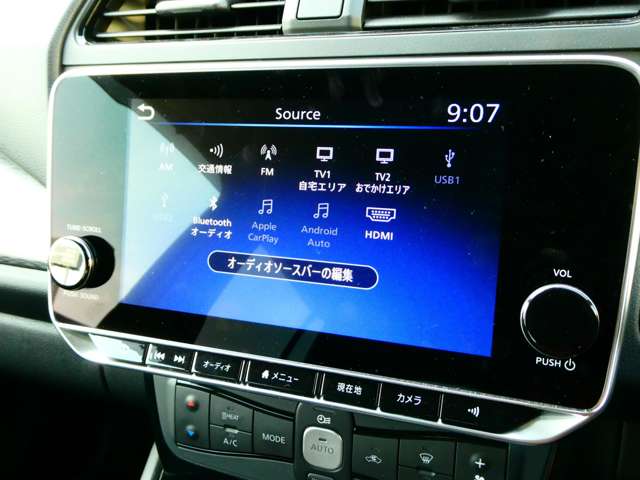 Source
9:07
AM
交通情報
FM
TV1
自宅エリア
TV2
おでかけエリア
USB1
USB2
Bluetooth
オーディオ
Apple
CarPlay
Android
Auto
HDMI
オーディオソースバーの編集
TUNE·SCROLL
PUSH SOUND
VOL
PUSH
オーディオ
メニュー
現在地
カメラ
HEAT
A/C
MODE
AUTO